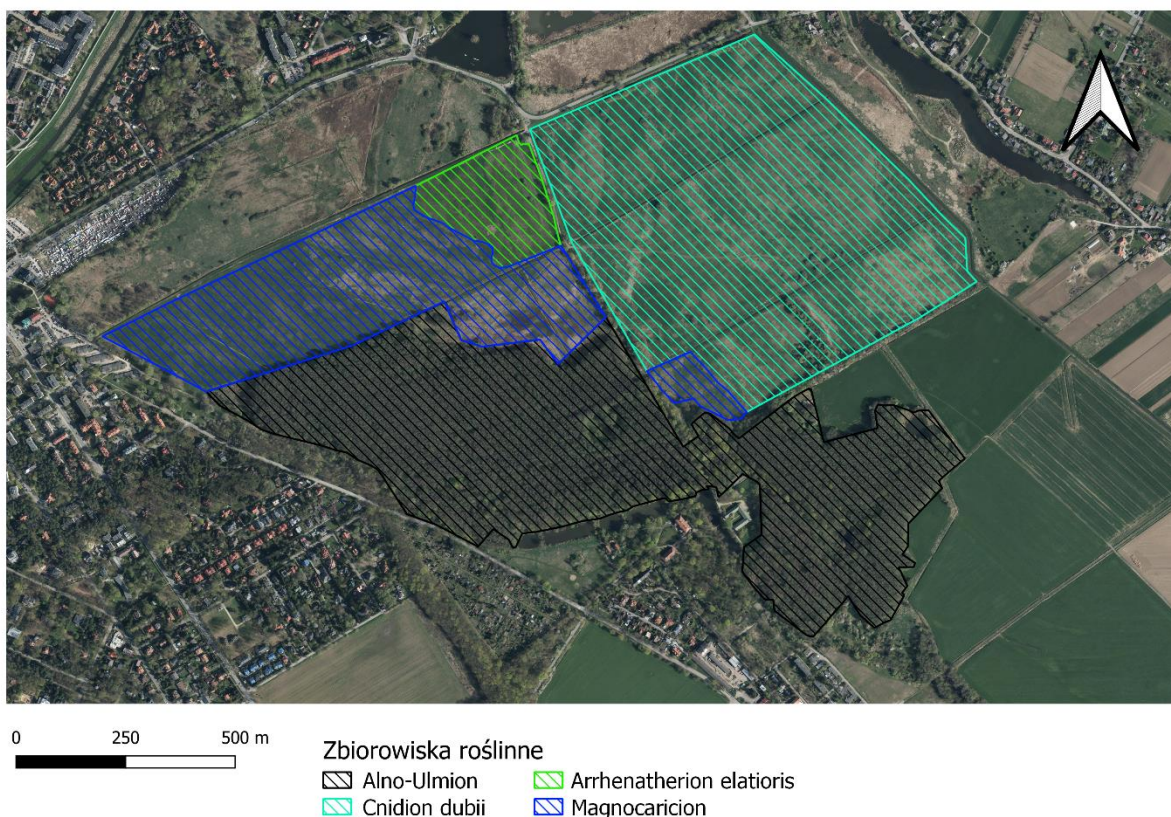 0 250 500 m
Zbiorowiska roślinne
Alno-Ulmion Arrhenatherion elatioris
Cnidion dubii Magnocaricion